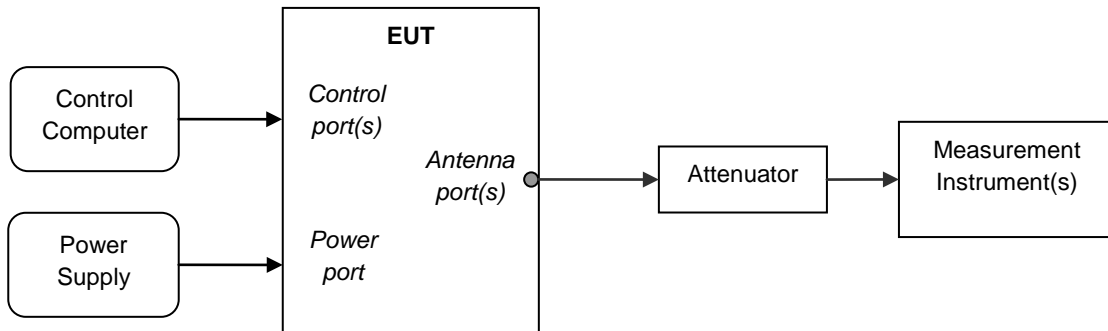 EUT
Control
Computer
Control
port(s)
Antenna
port(s)
Attenuator
Measurement
Instrument(s)
Power
Supply
Power
port